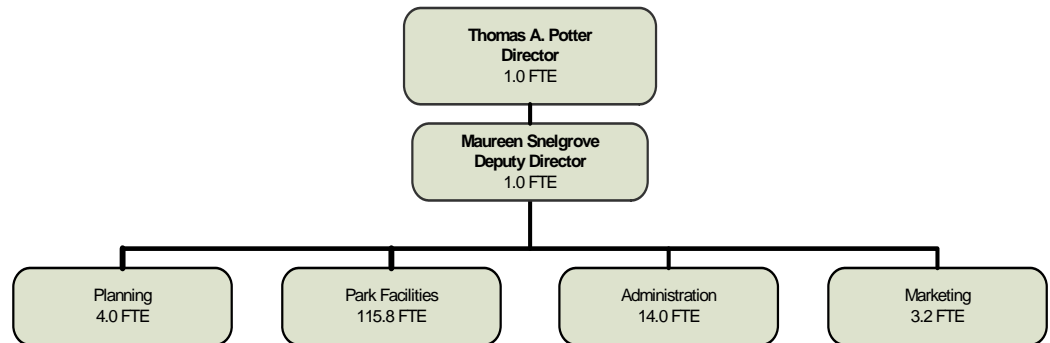 Thomas A. Potter
Director
1.0 FTE
Maureen Snelgrove
Deputy Director
1.0 FTE
Planning
4.0 FTE
Park Facilities
115.8 FTE
Administration
14.0 FTE
Marketing
3.2 FTE